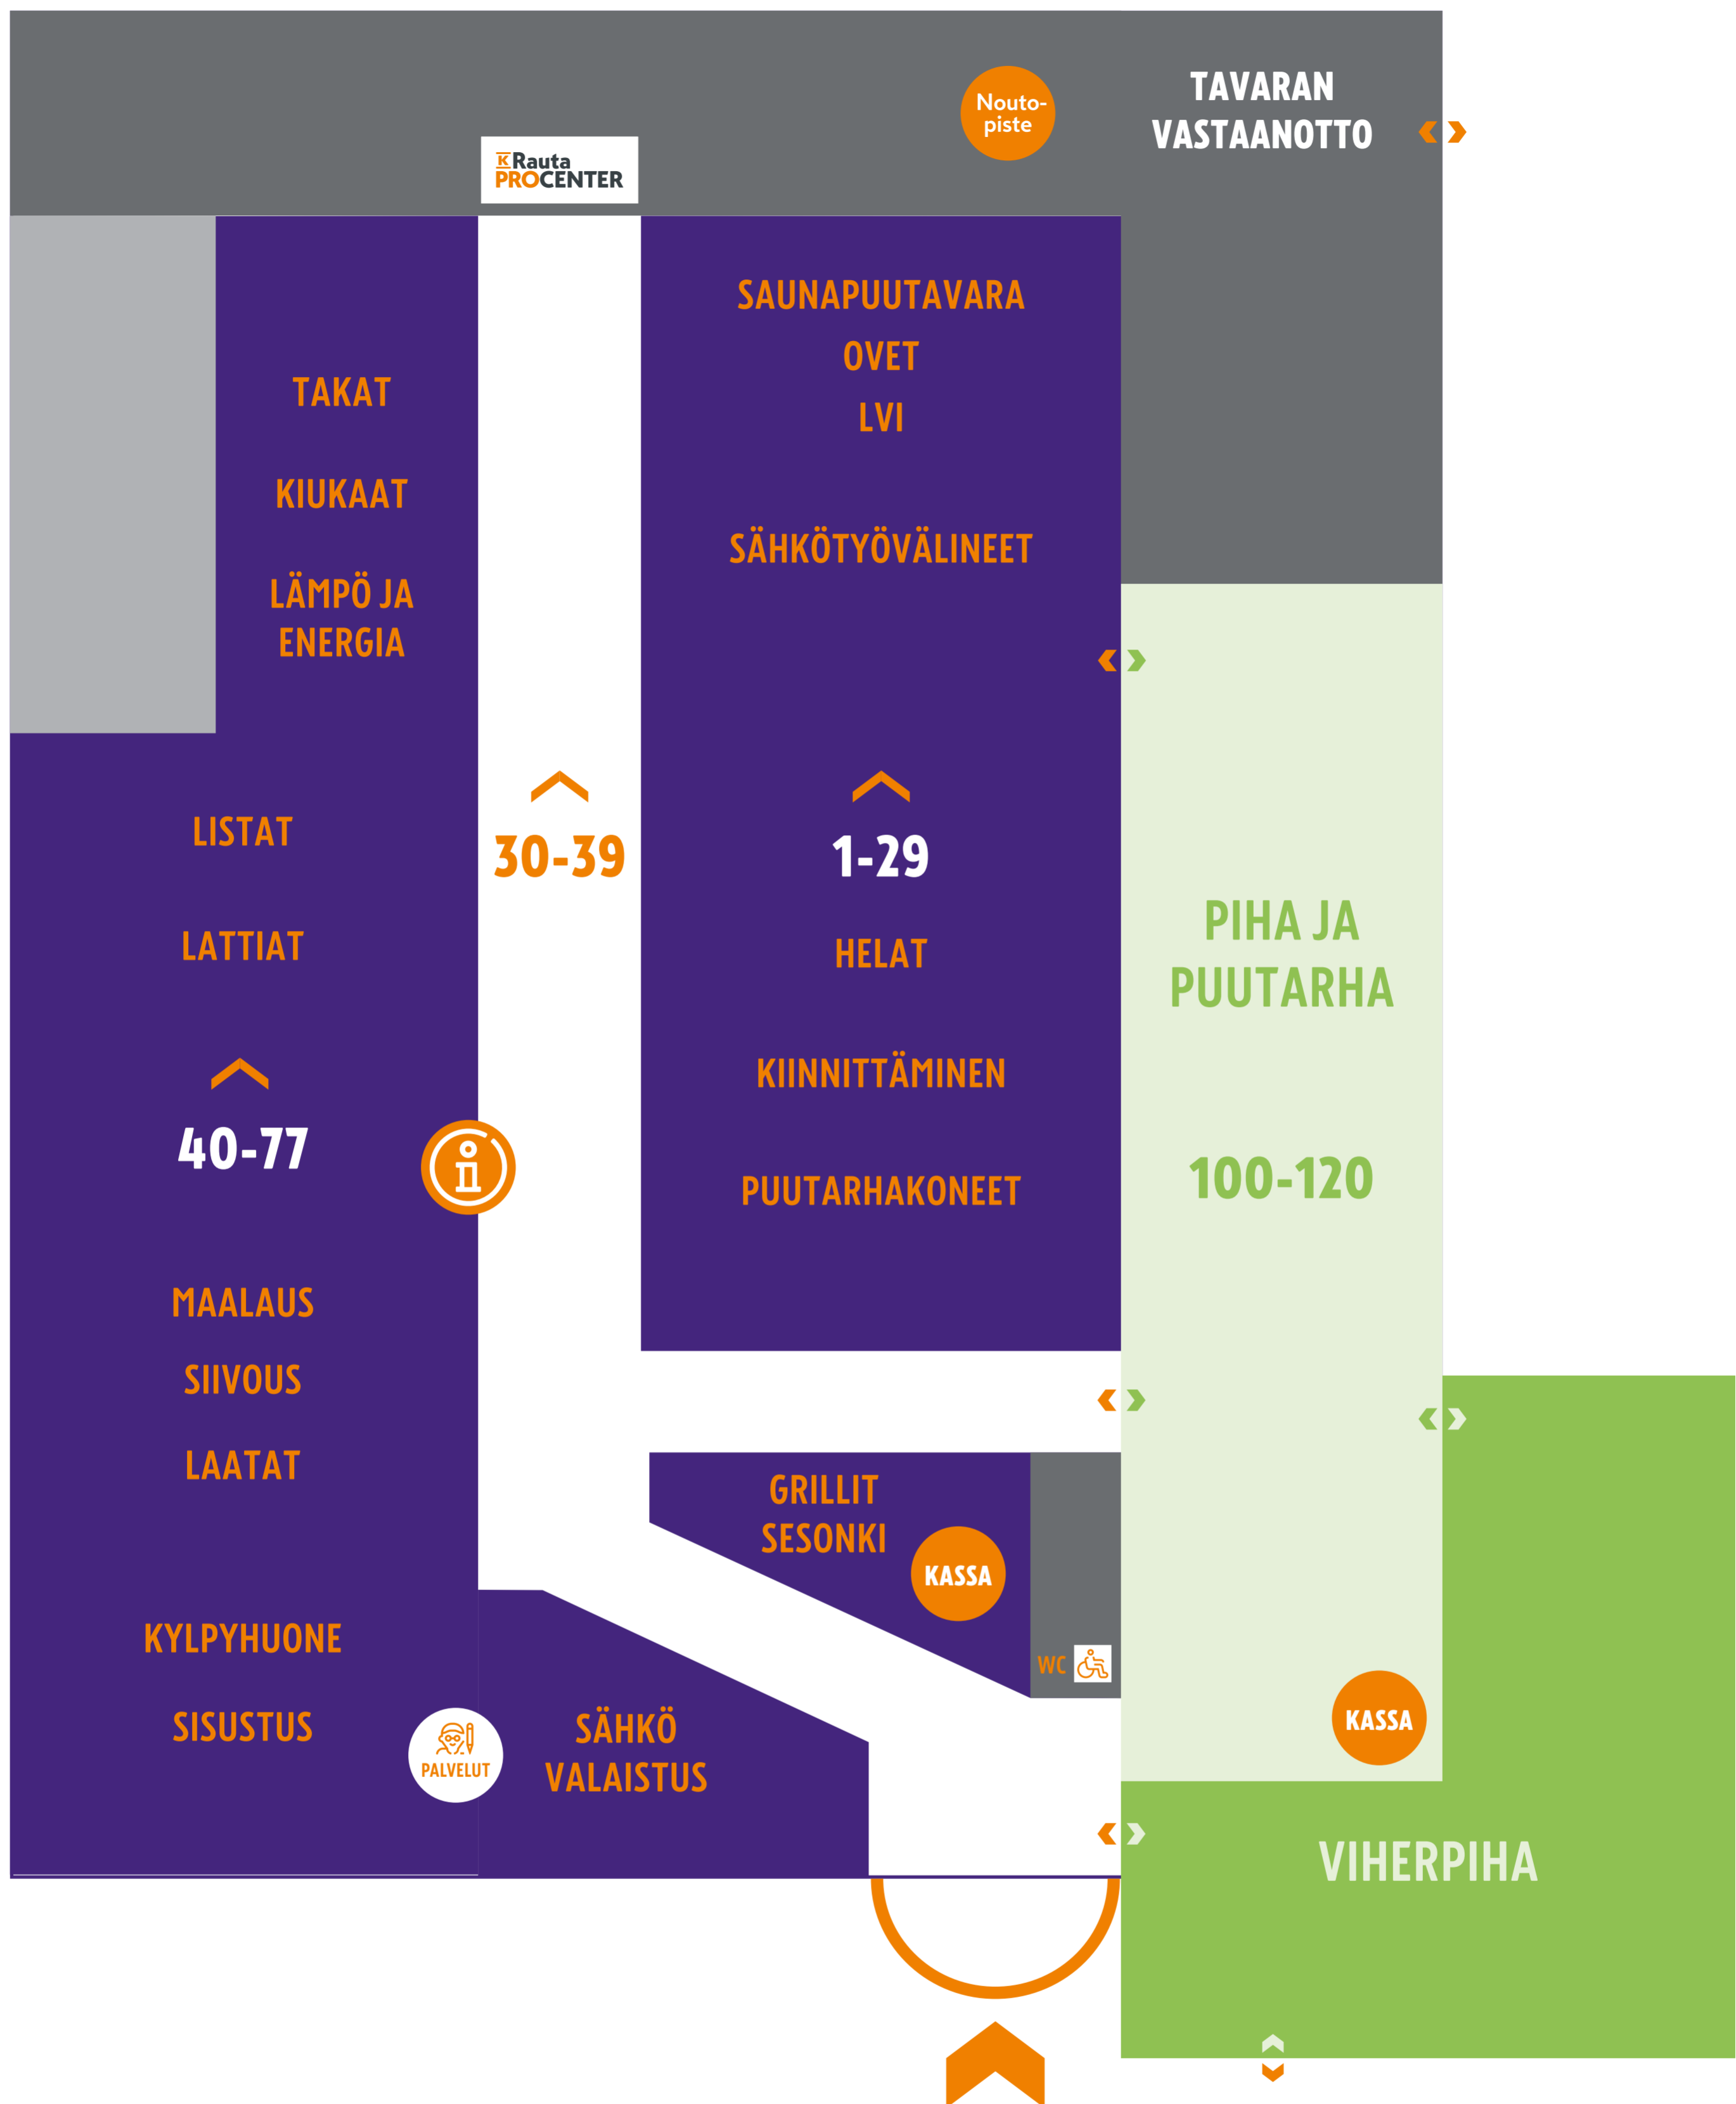 Nouto-
piste
TAVARAN
VASTAANOTTO
K Rauta
PROCENTER
TAKAT
KIUKAAT
LÄMPÖ JA
ENERGIA
LISTAT
LATTIAT
40-77
MAALAUS
SIIVOUS
LAATAT
KYLPYHUONE
SISUSTUS
PALVELUT
30-39
i
SAUNAPUUTAVARA
OVET
LVI
SÄHKÖTYÖVÄLINEET
1-29
HELAT
KIINNITTÄMINEN
PUUTARHAKONEET
GRILLIT
SESONKI
KASSA
WC
SÄHKÖ
VALAISTUS
PIHA JA
PUUTARHA
100-120
KASSA
VIHERPIHA